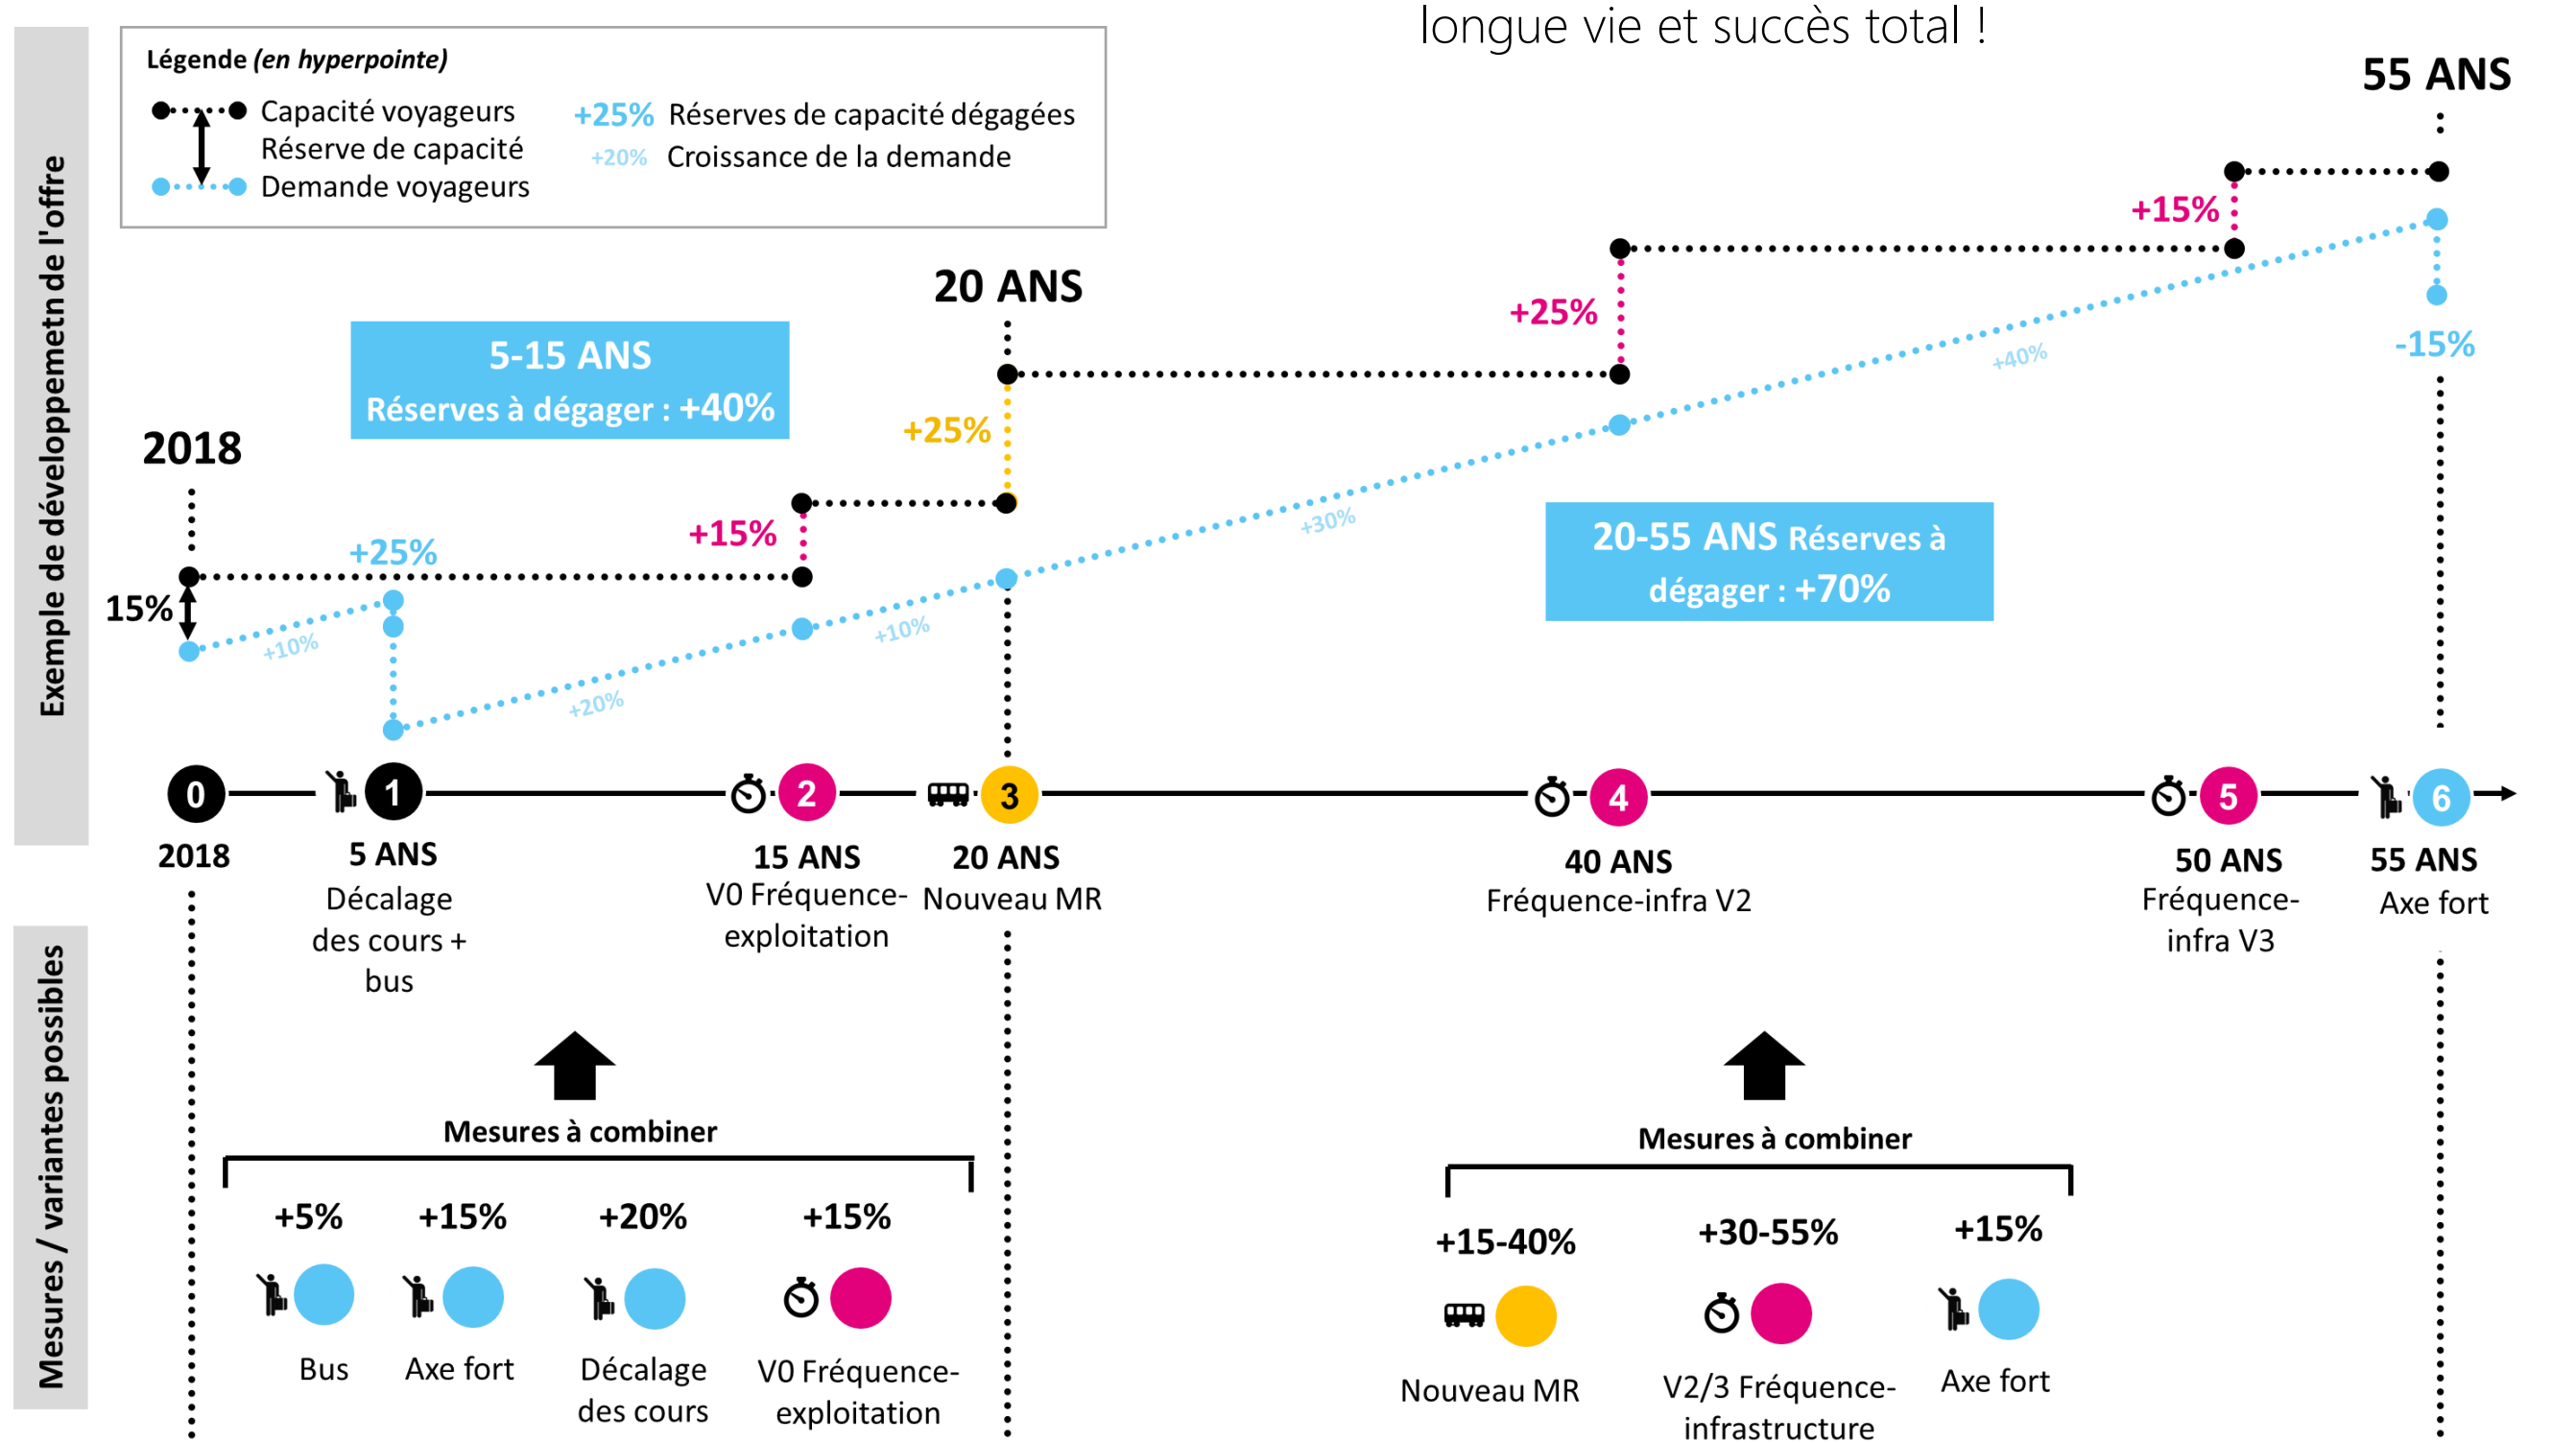 longue vie et succès total !
Exemple de développemetn de l'offre
Légende (en hyperpointe)
Capacité voyageurs
Réserve de capacité
Demande voyageurs
+25% Réserves de capacité dégagées
+20% Croissance de la demande
55 ANS
20 ANS
2018
5-15 ANS
Réserves à dégager : +40%
+15%
+25%
-15%
+40%
+25%
+30%
20-55 ANS Réserves à
dégager : +70%
+15%
+25%
15%
+10%
+20%
+10%
0
1
2
3
4
5
6
2018
5 ANS
Décalage
des cours +
bus
15 ANS
V0 Fréquence-
exploitation
20 ANS
Nouveau MR
40 ANS
Fréquence-infra V2
50 ANS
Fréquence-
infra V3
55 ANS
Axe fort
Mesures / variantes possibles
Mesures à combiner
+5%
Bus
+15%
Axe fort
+20%
Décalage
des cours
+15%
V0 Fréquence-
exploitation
Mesures à combiner
+15-40%
Nouveau MR
+30-55%
V2/3 Fréquence-
infrastructure
+15%
Axe fort